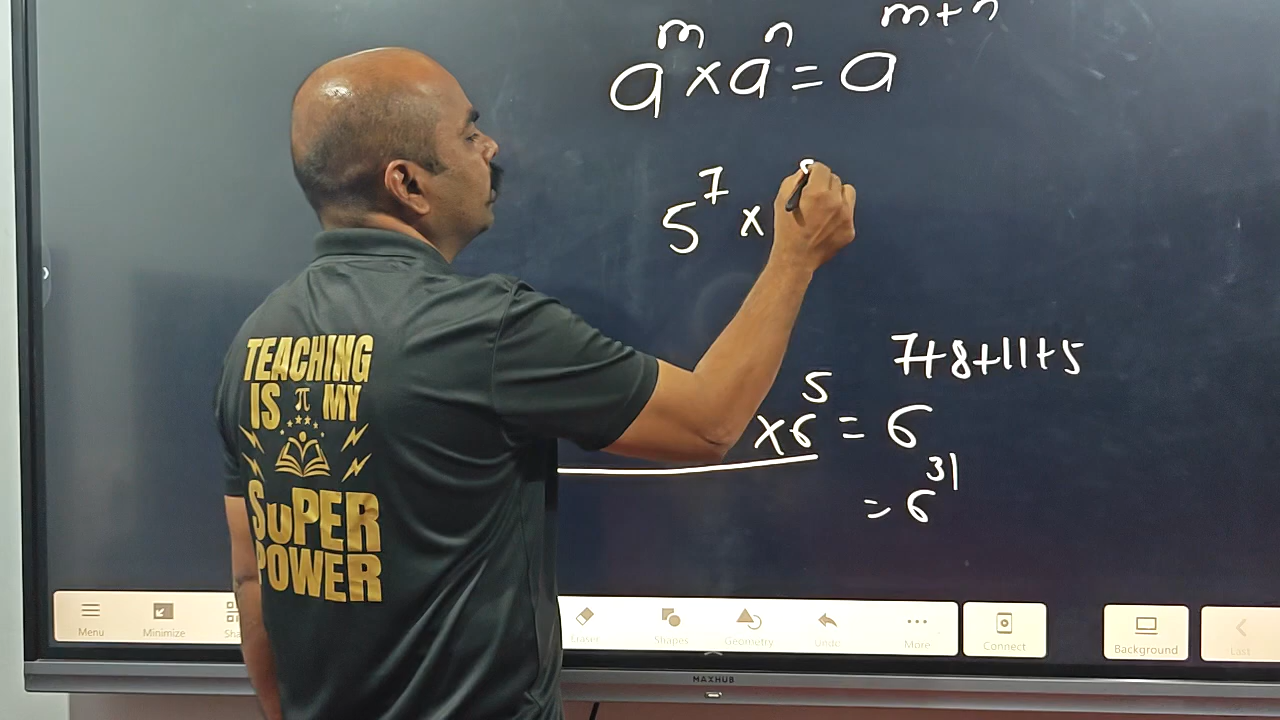 a^m × a^n = a^(m+n)
5^7 ×
× 6^5 = 6^(7+8+11+5)
= 6^31
TEACHING
IS π MY
SUPER
POWER
Menu Minimize Eraser Shapes Geometry Undo More Connect Background Last
MAXHUB